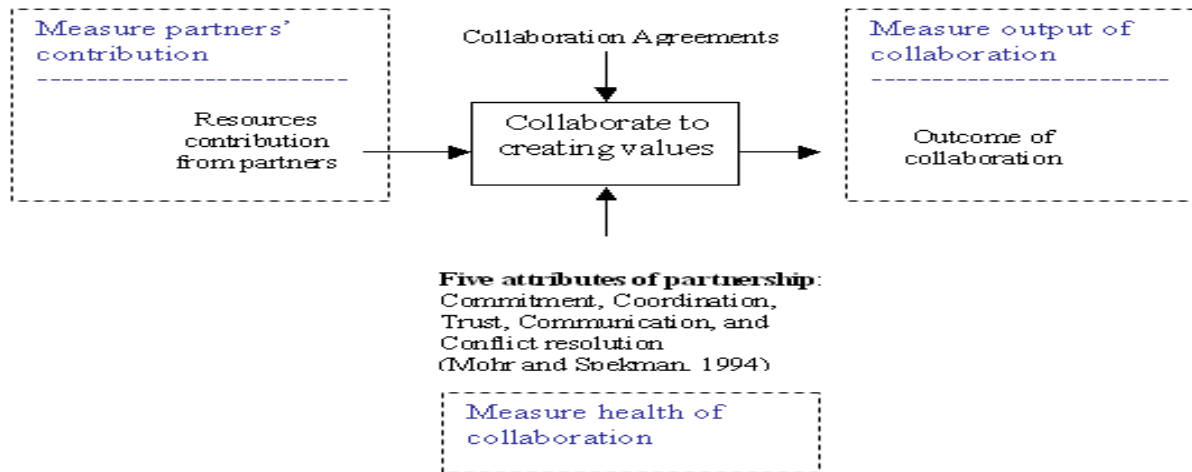 Measure partners'
contribution
----------------------------
Resources
contribution
from partners
Collaboration Agreements
Collaborate to
creating values
Measure output of
collaboration
-------------------------
Outcome of
collaboration
Five attributes of partnership:
Commitment, Coordination,
Trust, Communication, and
Conflict resolution
(Mohr and Spekman, 1994)
Measure health of
collaboration